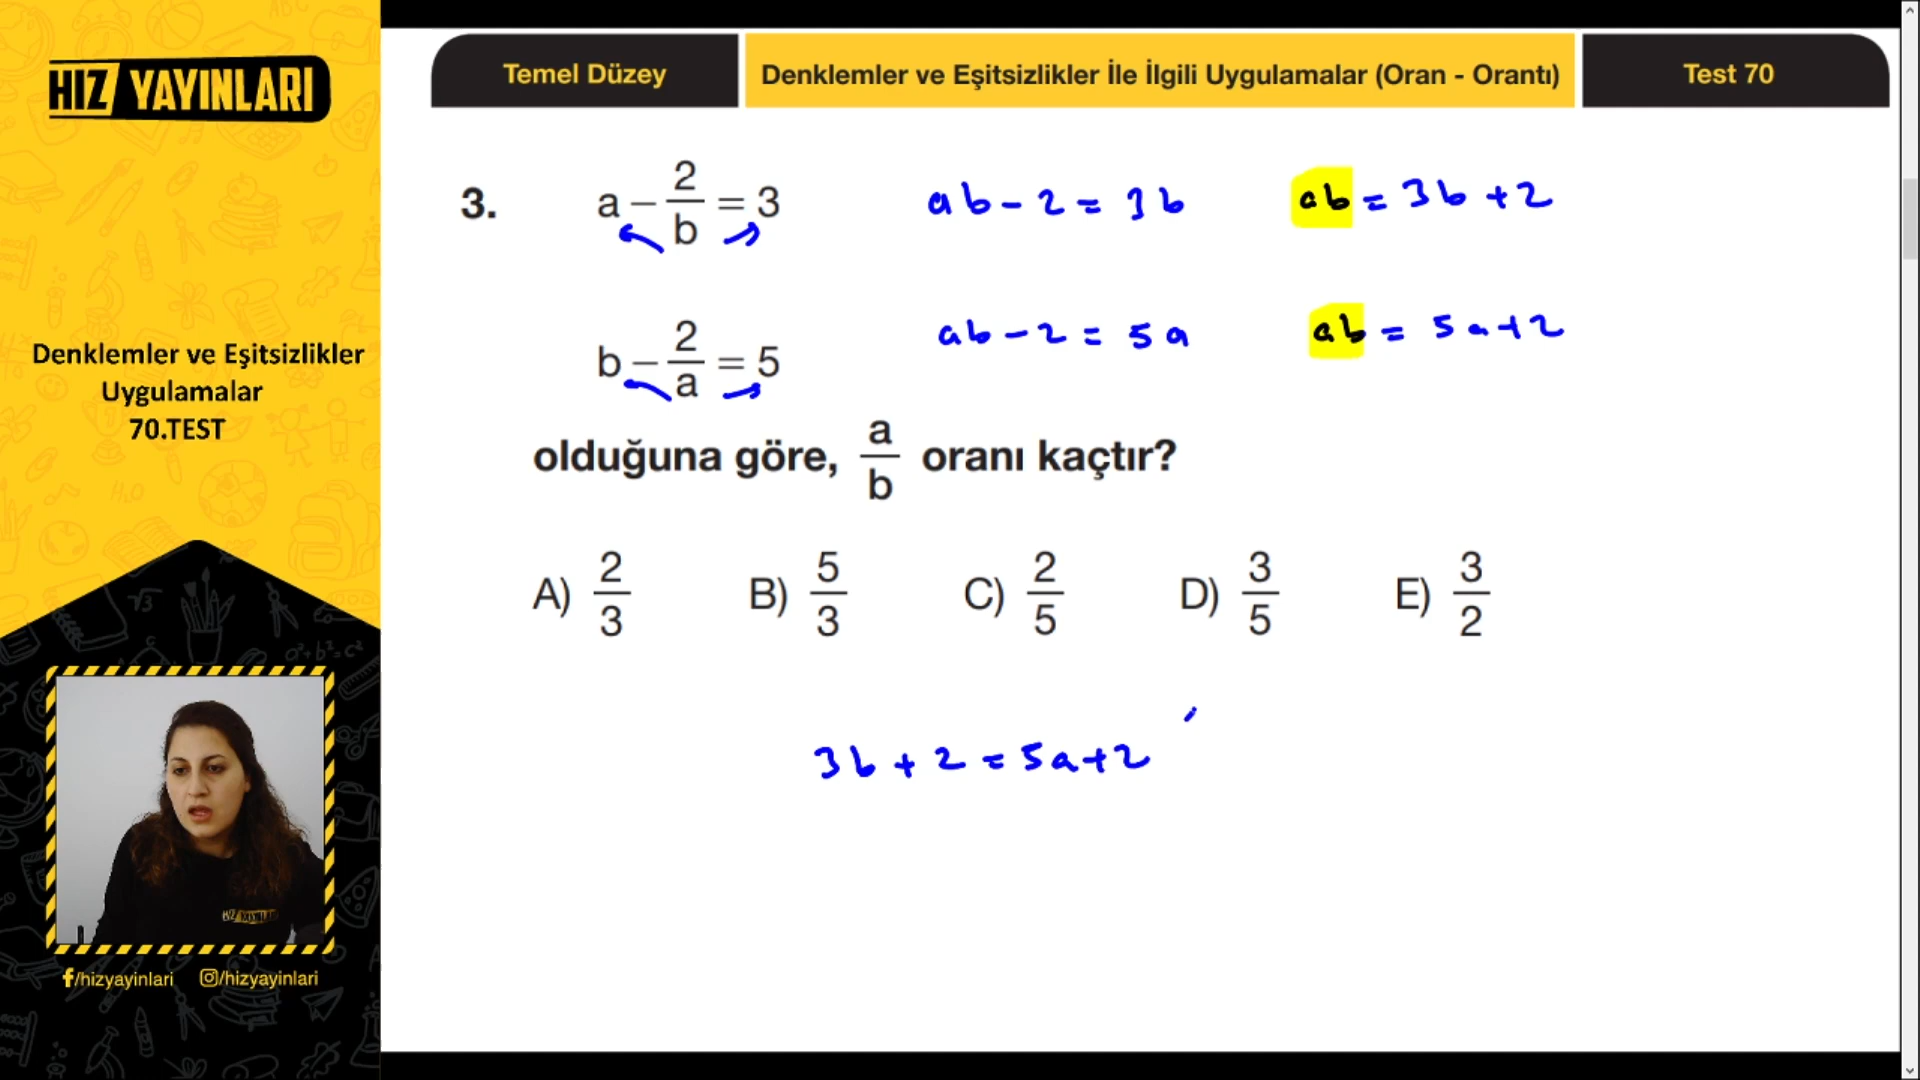 HIZ YAYINLARI
Denklemler ve Eşitsizlikler
Uygulamalar
70.TEST
f/hizyayinlari /hizyayinlari
Temel Düzey Denklemler ve Eşitsizlikler İle İlgili Uygulamalar (Oran - Orantı) Test 70
3. a - 2/b = 3 ab - 2 = 3b ab = 3b + 2
b - 2/a = 5 ab - 2 = 5a ab = 5a + 2
olduğuna göre, a/b oranı kaçtır?
A) 2/3 B) 5/3 C) 2/5 D) 3/5 E) 3/2
3b + 2 = 5a + 2